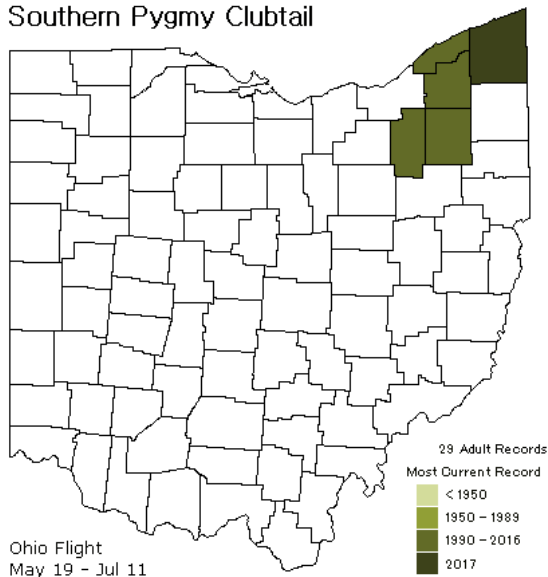 Southern Pygmy Clubtail
29 Adult Records
Most Current Record
< 1950
1950 - 1989
1990 - 2016
2017
Ohio Flight
May 19 - Jul 11